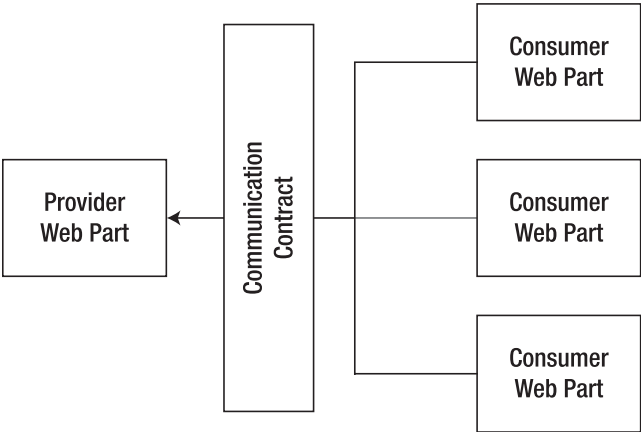 Provider
Web Part
Communication
Contract
Consumer
Web Part
Consumer
Web Part
Consumer
Web Part